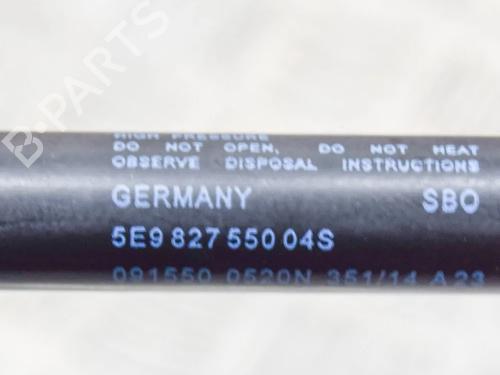 B-PARTS
HIGH PRESSURE
DO NOT OPEN, DO NOT HEAT
OBSERVE DISPOSAL INSTRUCTIONS
GERMANY SBO
5E9 827 550 04S
091550 0520N 351/14 A 23